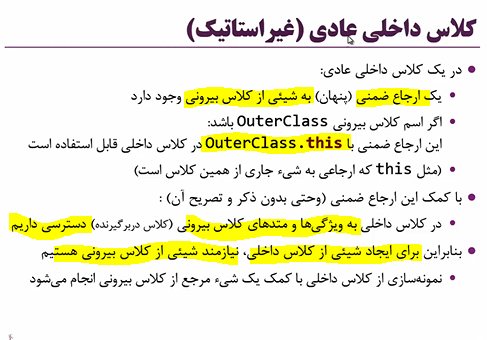 کلاس داخلی عادی (غیراستاتیک)
در یک کلاس داخلی عادی:
یک ارجاع ضمنی (پنهان) به شیئی از کلاس بیرونی وجود دارد
اگر اسم کلاس بیرونی OuterClass باشد:
این ارجاع ضمنی با OuterClass.this در کلاس داخلی قابل استفاده است
(مثل this که ارجاعی به شیء جاری از همین کلاس است)
با کمک این ارجاع ضمنی (وحتی بدون ذکر و تصریح آن) :
در کلاس داخلی به ویژگی‌ها و متدهای کلاس بیرونی (کلاس دربرگیرنده) دسترسی داریم
بنابراین برای ایجاد شیئی از کلاس داخلی، نیازمند شیئی از کلاس بیرونی هستیم
نمونه‌سازی از کلاس داخلی با کمک یک شیء مرجع از کلاس بیرونی انجام می‌شود